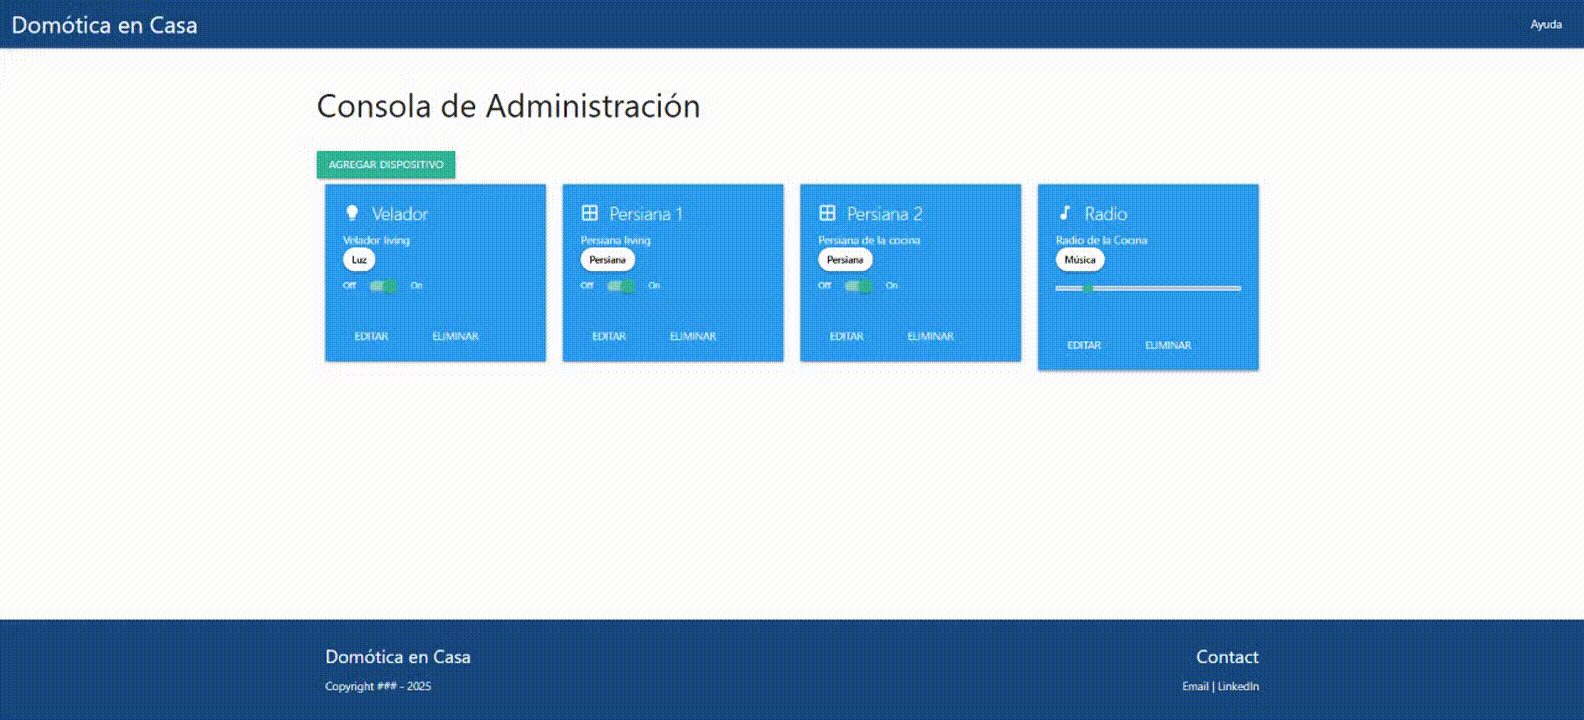 Domótica en Casa
Ayuda
Consola de Administración
AGREGAR DISPOSITIVO
Velador
Velador living
Luz
Off On
EDITAR ELIMINAR
Persiana 1
Persiana living
Persiana
Off On
EDITAR ELIMINAR
Persiana 2
Persiana de la cocina
Persiana
Off On
EDITAR ELIMINAR
Radio
Radio de la Cocina
Música
EDITAR ELIMINAR
Domótica en Casa
Copyright ### - 2025
Contact
Email | LinkedIn